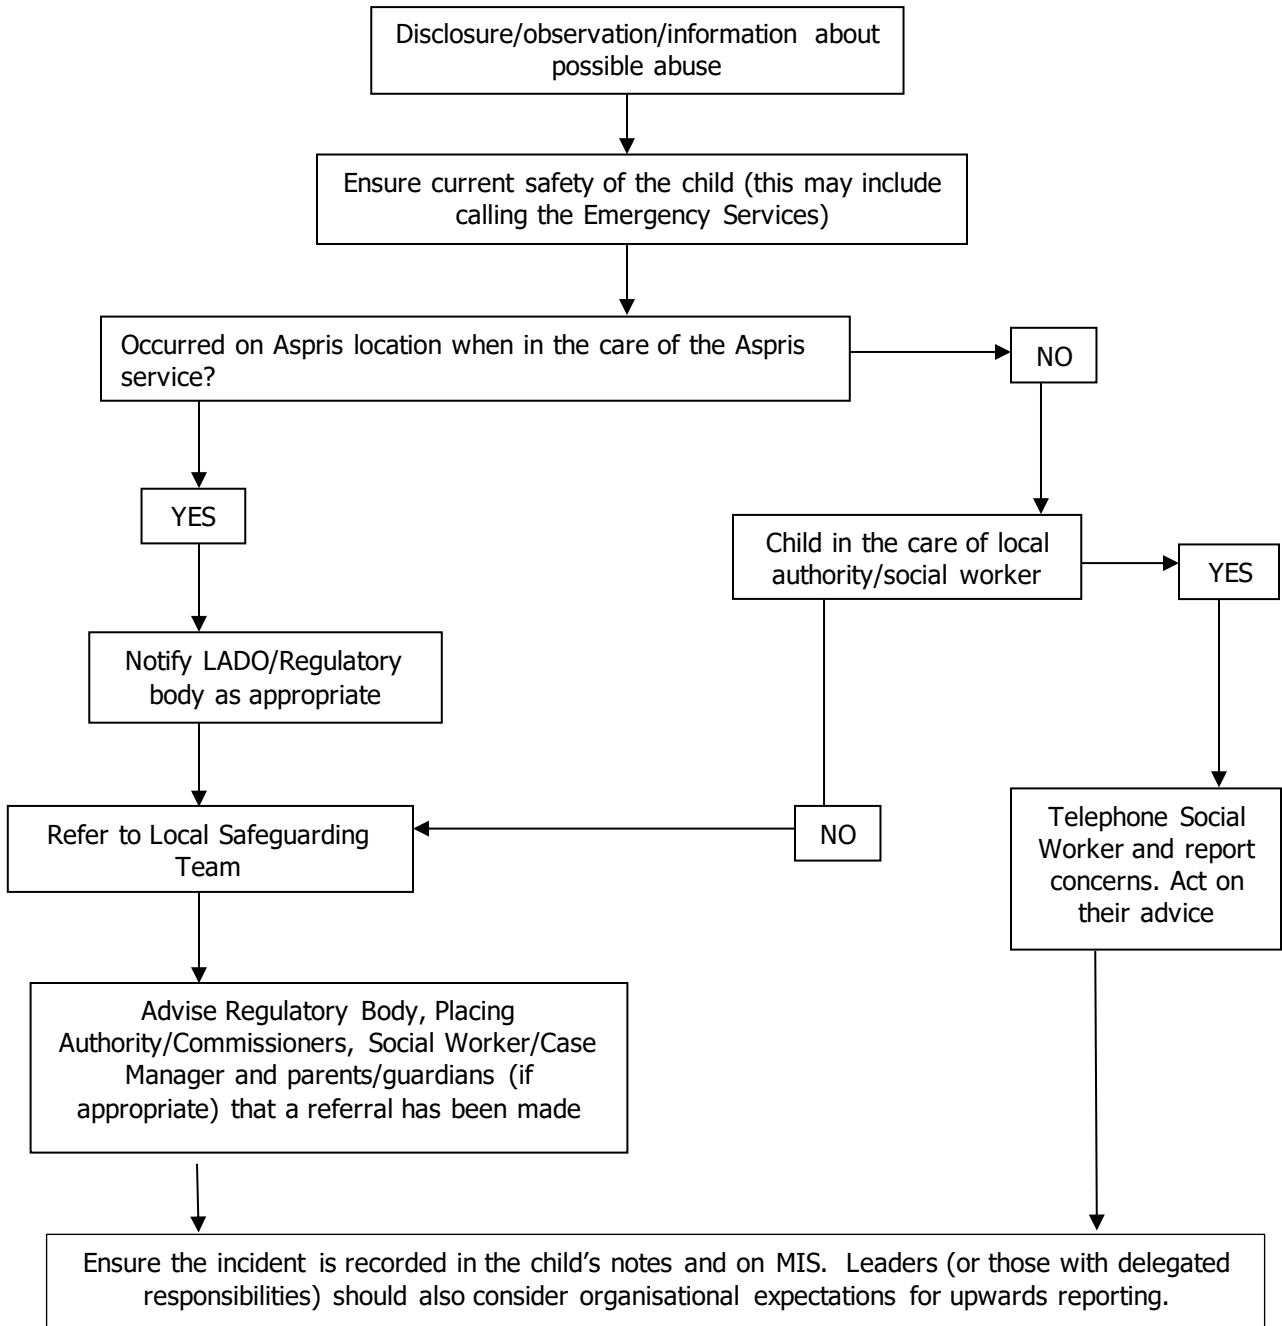 Disclosure/observation/information about
possible abuse
Ensure current safety of the child (this may include
calling the Emergency Services)
Occurred on Aspris location when in the care of the Aspris
service?
NO
YES
Child in the care of local
authority/social worker
YES
Notify LADO/Regulatory
body as appropriate
Refer to Local Safeguarding
Team
NO
Telephone Social
Worker and report
concerns. Act on
their advice
Advise Regulatory Body, Placing
Authority/Commissioners, Social Worker/Case
Manager and parents/guardians (if
appropriate) that a referral has been made
Ensure the incident is recorded in the child’s notes and on MIS. Leaders (or those with delegated
responsibilities) should also consider organisational expectations for upwards reporting.